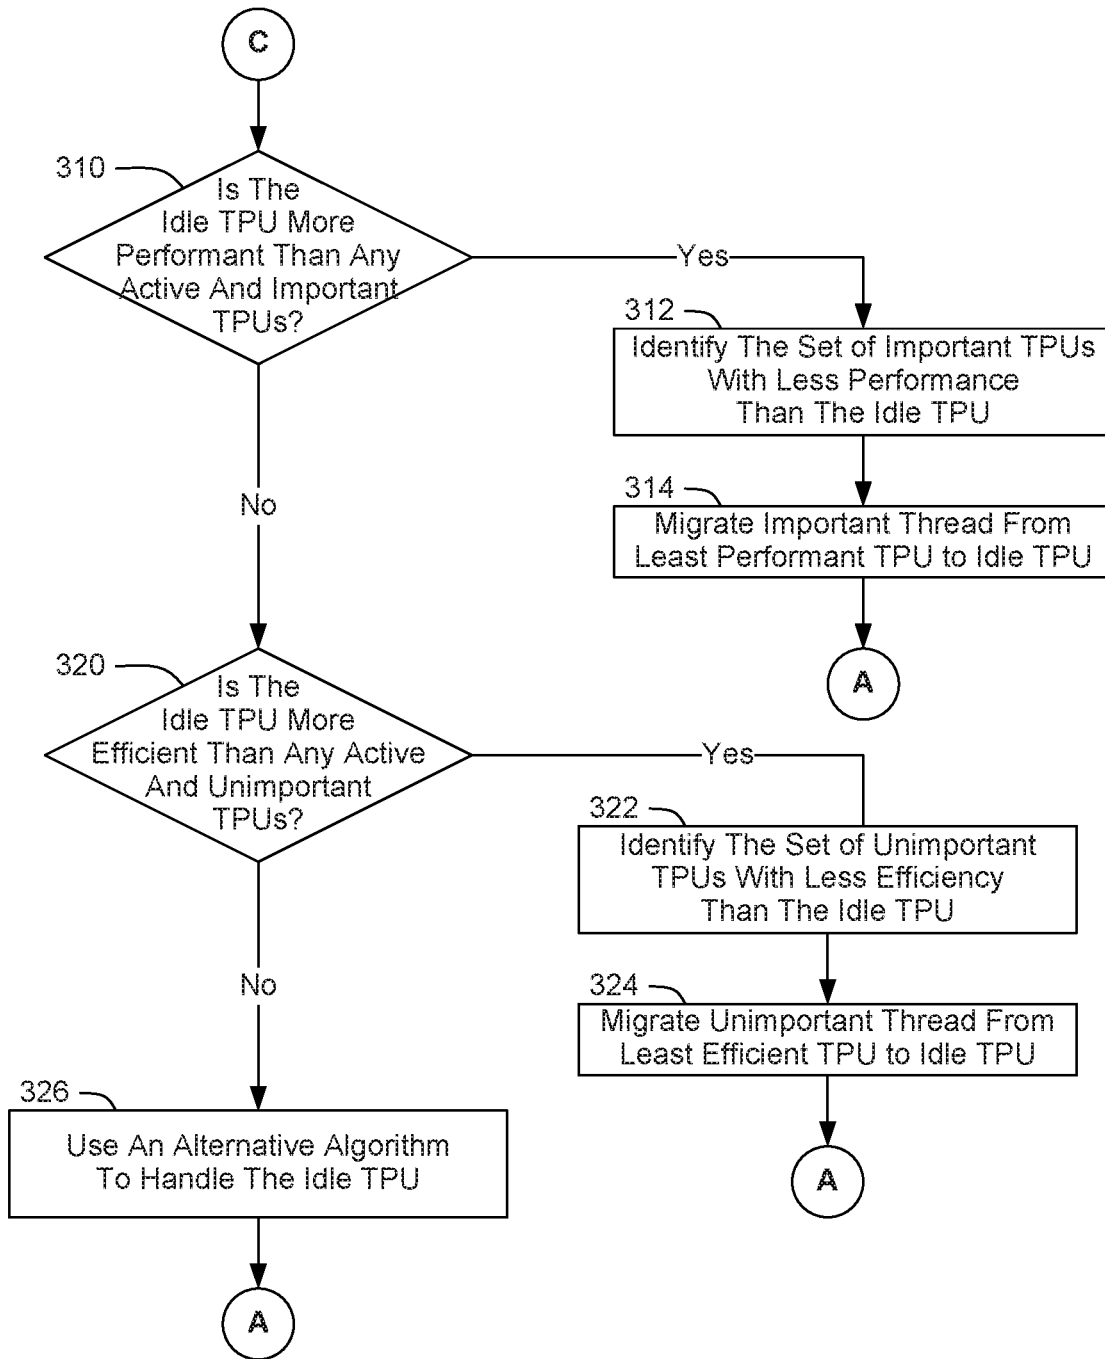 C
310
Is The
Idle TPU More
Performant Than Any
Active And Important
TPUs?
Yes
312
Identify The Set of Important TPUs
With Less Performance
Than The Idle TPU
314
Migrate Important Thread From
Least Performant TPU to Idle TPU
A
No
320
Is The
Idle TPU More
Efficient Than Any Active
And Unimportant
TPUs?
Yes
322
Identify The Set of Unimportant
TPUs With Less Efficiency
Than The Idle TPU
324
Migrate Unimportant Thread From
Least Efficient TPU to Idle TPU
A
No
326
Use An Alternative Algorithm
To Handle The Idle TPU
A